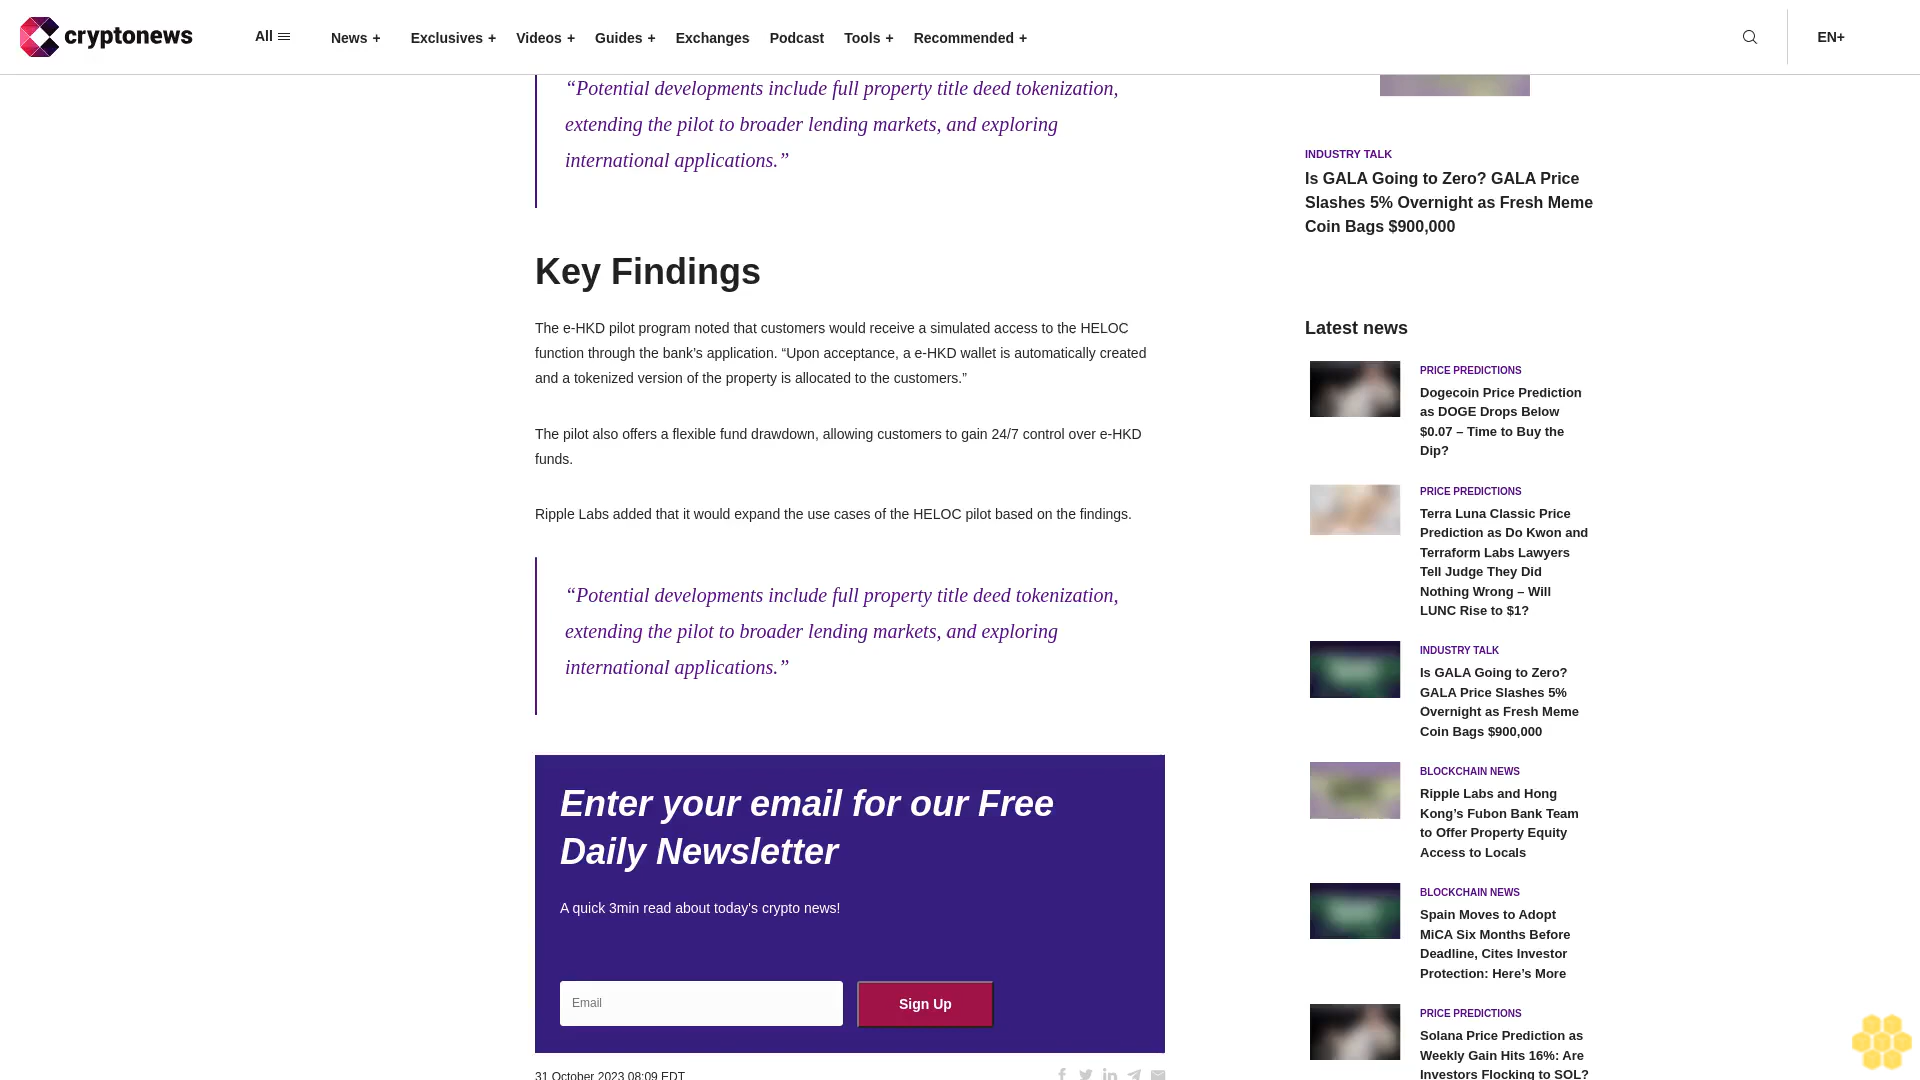 cryptonews
All
News +
Exclusives +
Videos +
Guides +
Exchanges
Podcast
Tools +
Recommended +
EN+
“Potential developments include full property title deed tokenization,
extending the pilot to broader lending markets, and exploring
international applications.”
Key Findings
The e-HKD pilot program noted that customers would receive a simulated access to the HELOC
function through the bank’s application. “Upon acceptance, a e-HKD wallet is automatically created
and a tokenized version of the property is allocated to the customers.”
The pilot also offers a flexible fund drawdown, allowing customers to gain 24/7 control over e-HKD
funds.
Ripple Labs added that it would expand the use cases of the HELOC pilot based on the findings.
“Potential developments include full property title deed tokenization,
extending the pilot to broader lending markets, and exploring
international applications.”
Enter your email for our Free
Daily Newsletter
A quick 3min read about today's crypto news!
Email
Sign Up
31 October 2023 08:09 EDT
INDUSTRY TALK
Is GALA Going to Zero? GALA Price
Slashes 5% Overnight as Fresh Meme
Coin Bags $900,000
Latest news
PRICE PREDICTIONS
Dogecoin Price Prediction
as DOGE Drops Below
$0.07 – Time to Buy the
Dip?
PRICE PREDICTIONS
Terra Luna Classic Price
Prediction as Do Kwon and
Terraform Labs Lawyers
Tell Judge They Did
Nothing Wrong – Will
LUNC Rise to $1?
INDUSTRY TALK
Is GALA Going to Zero?
GALA Price Slashes 5%
Overnight as Fresh Meme
Coin Bags $900,000
BLOCKCHAIN NEWS
Ripple Labs and Hong
Kong’s Fubon Bank Team
to Offer Property Equity
Access to Locals
BLOCKCHAIN NEWS
Spain Moves to Adopt
MiCA Six Months Before
Deadline, Cites Investor
Protection: Here’s More
PRICE PREDICTIONS
Solana Price Prediction as
Weekly Gain Hits 16%: Are
Investors Flocking to SOL?